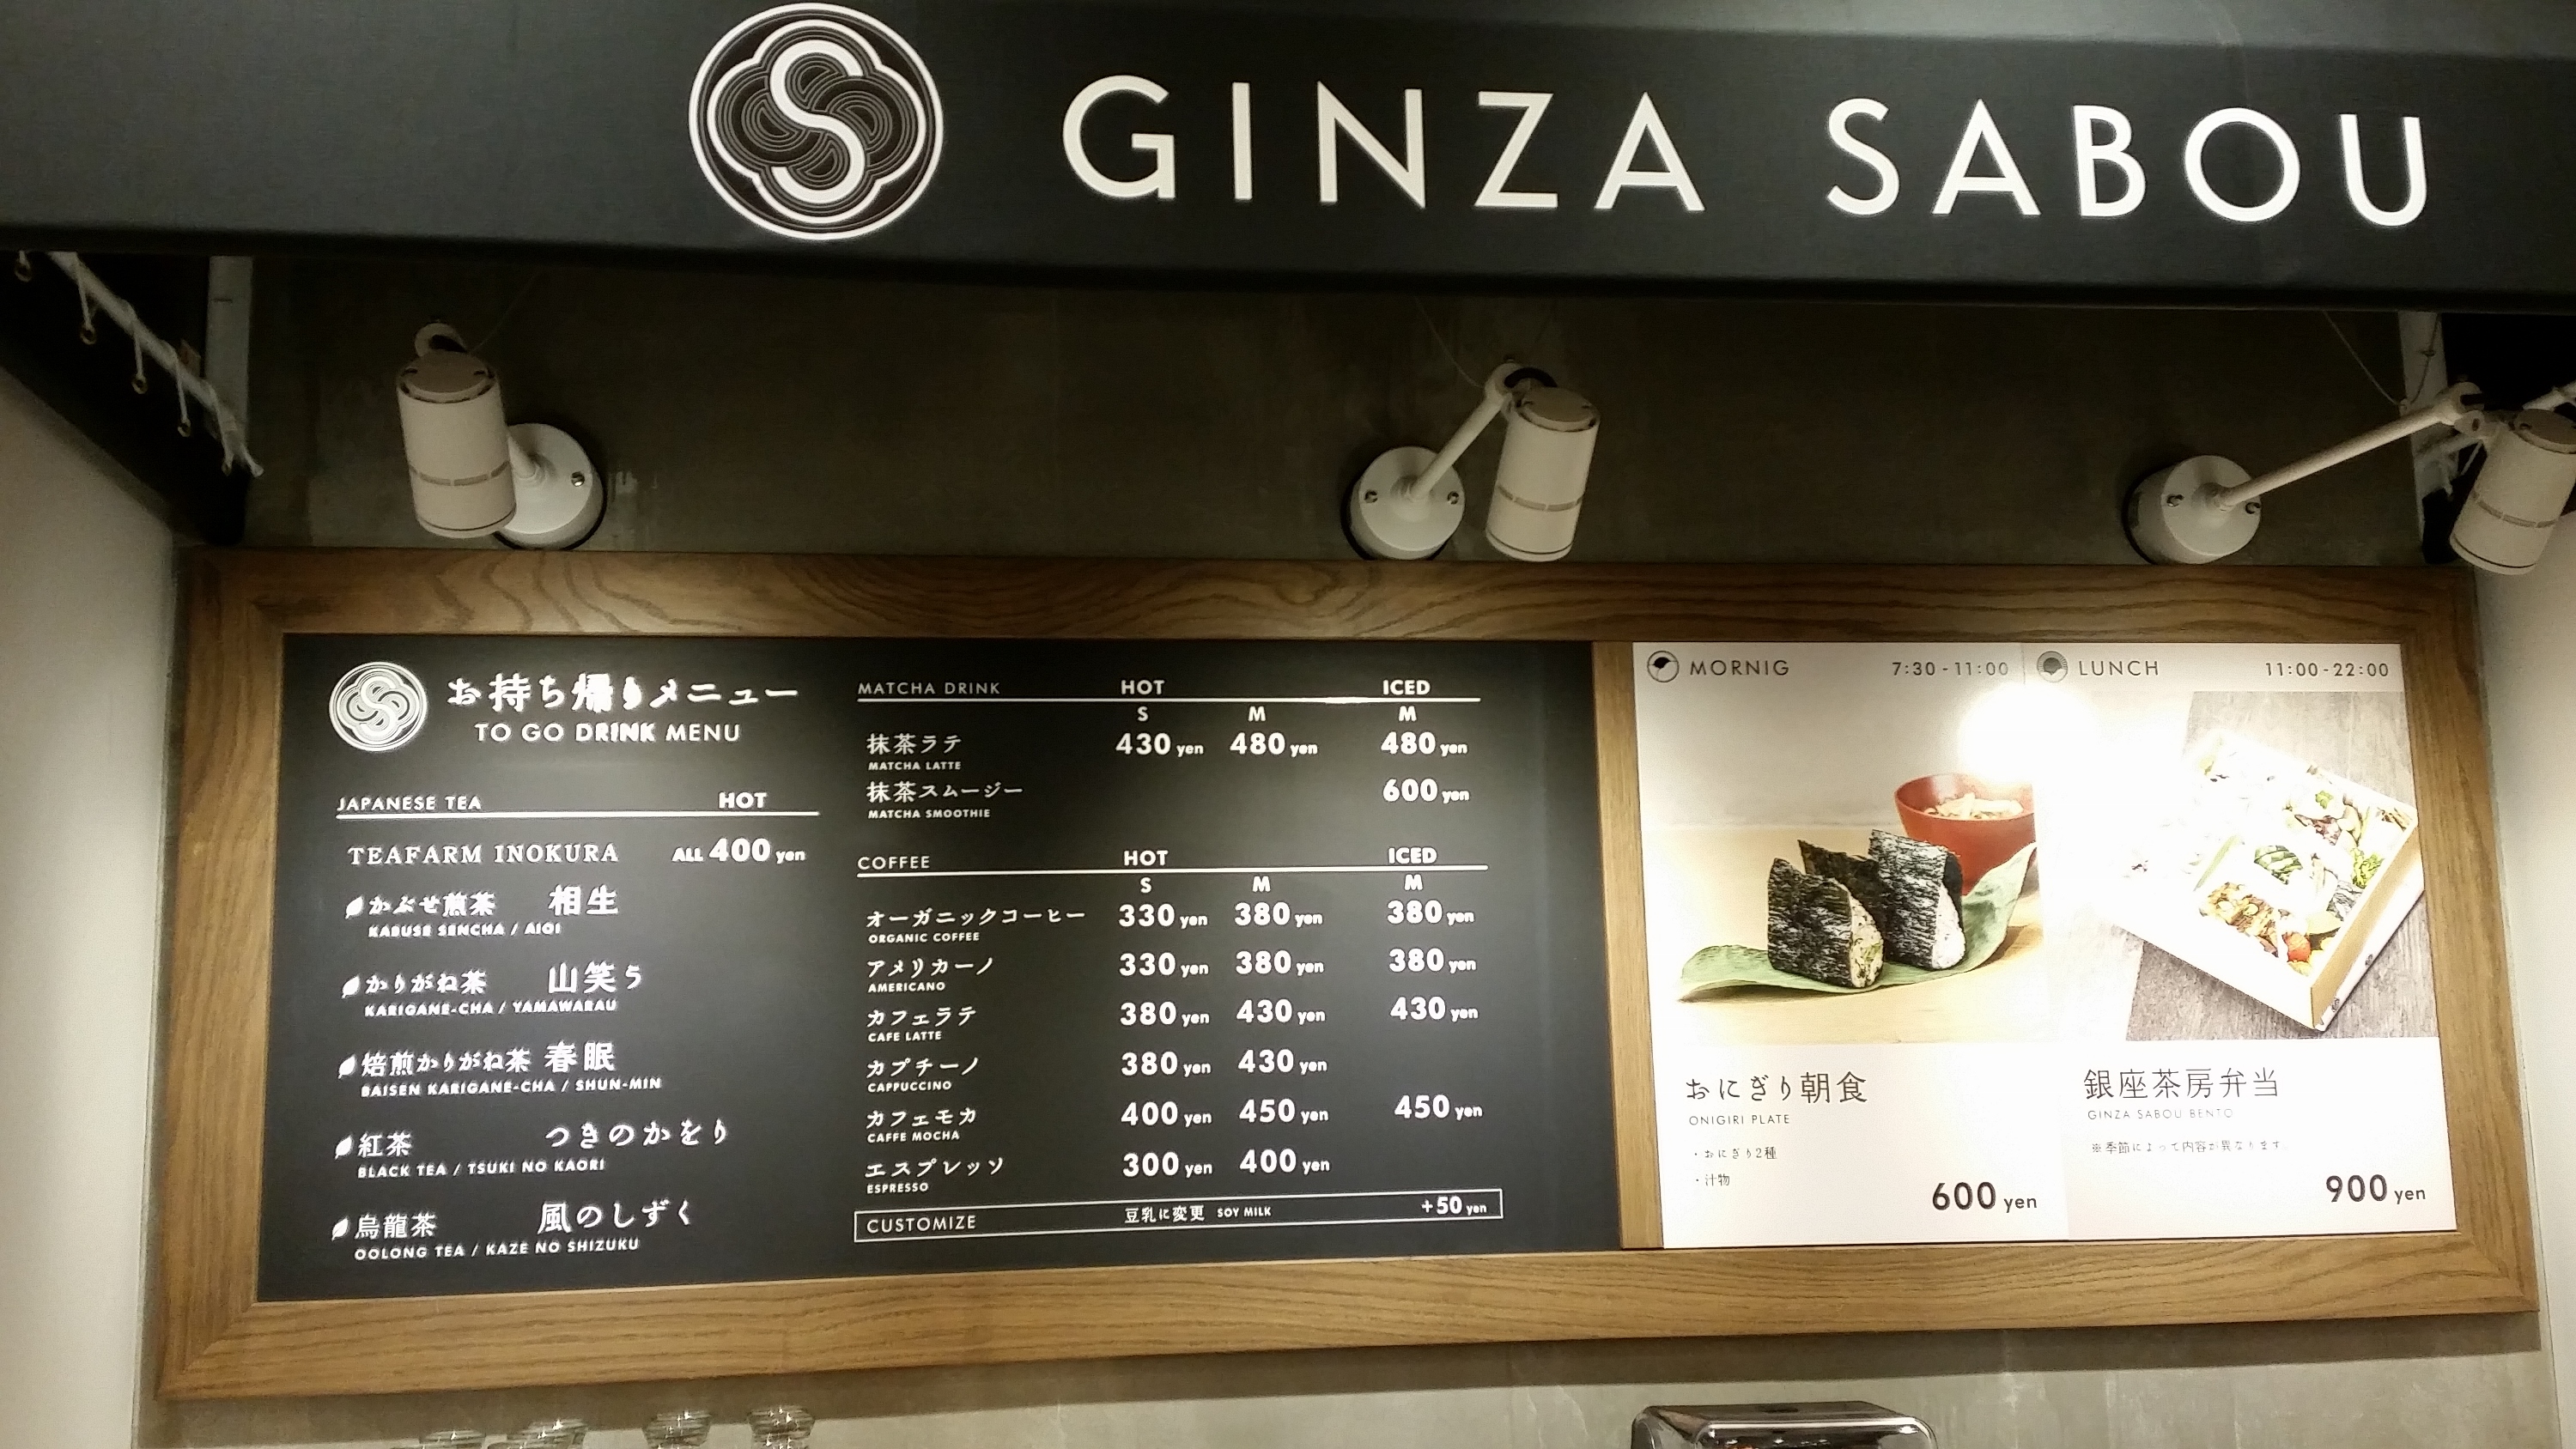 GINZA SABOU
お持ち帰りメニュー
TO GO DRINK MENU
JAPANESE TEA HOT
TEAFARM INOKURA ALL 400 yen
かぶせ煎茶 相生
KABUSE SENCHA / AIOI
かりがね茶 山笑う
KARIGANE-CHA / YAMAWARAU
焙煎かりがね茶 春眠
BAISEN KARIGANE-CHA / SHUN-MIN
紅茶 つきのかをり
BLACK TEA / TSUKI NO KAORI
烏龍茶 風のしずく
OOLONG TEA / KAZE NO SHIZUKU
MATCHA DRINK HOT ICED
S M M
抹茶ラテ 430 yen 480 yen 480 yen
MATCHA LATTE
抹茶スムージー 600 yen
MATCHA SMOOTHIE
COFFEE HOT ICED
S M M
オーガニックコーヒー 330 yen 380 yen 380 yen
ORGANIC COFFEE
アメリカーノ 330 yen 380 yen 380 yen
AMERICANO
カフェラテ 380 yen 430 yen 430 yen
CAFE LATTE
カプチーノ 380 yen 430 yen
CAPPUCCINO
カフェモカ 400 yen 450 yen 450 yen
CAFFE MOCHA
エスプレッソ 300 yen 400 yen
ESPRESSO
CUSTOMIZE 豆乳に変更 SOY MILK +50 yen
MORNIG 7:30-11:00
おにぎり朝食
ONIGIRI PLATE
・おにぎり2種
・汁物
600 yen
LUNCH 11:00-22:00
銀座茶房弁当
GINZA SABOU BENTO
※季節によって内容が異なります。
900 yen